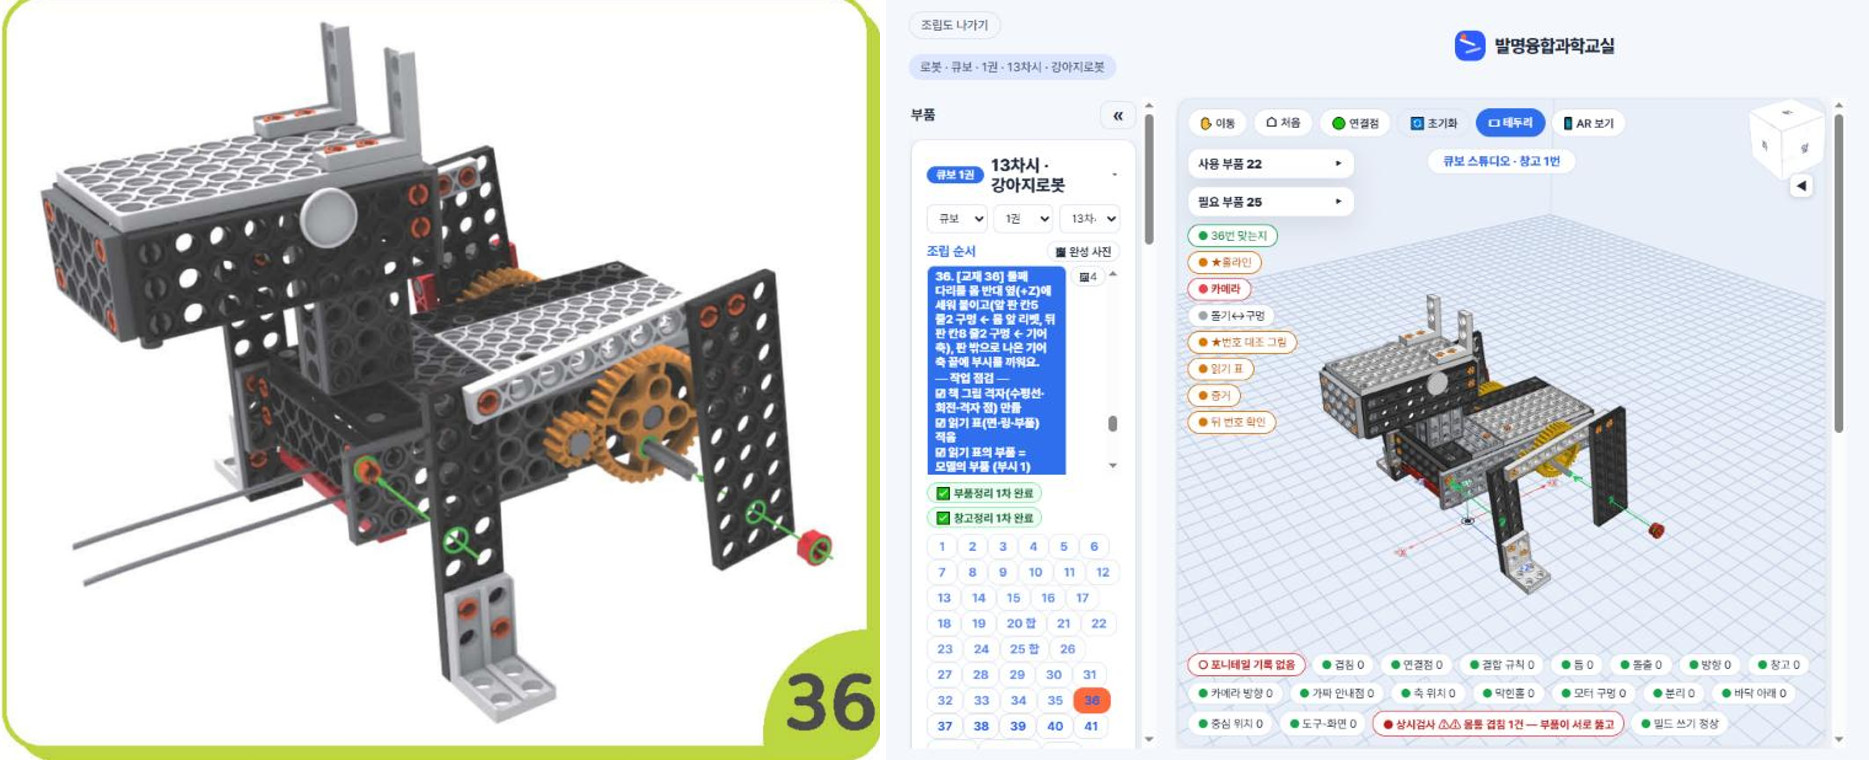 36
조립도 나가기
로봇 · 큐보 · 1권 · 13차시 · 강아지로봇
발명융합과학교실
부품
«
큐보 1권
13차시 ·
강아지로봇
큐보
1권
13차·
조립 순서
완성 사진
36. [교재 36] 둘째
다리를 몸 반대 옆(+Z)에
세워 붙이고(앞 판 칸5
줄2 구멍 ← 몸 앞 리벳, 뒤
판 칸8 줄2 구멍 ← 기어
축), 판 밖으로 나온 기어
축 끝에 부시를 끼워요.
— 작업 점검 —
☑ 책 그림 격자(수평선·
회전·격자 점) 만듦
☑ 읽기 표(면·링·부품)
적음
☑ 읽기 표의 부품 =
모델의 부품 (부시 1)
4
부품정리 1차 완료
창고정리 1차 완료
1 2 3 4 5 6
7 8 9 10 11 12
13 14 15 16 17
18 19 20 합 21 22
23 24 25 합 26
27 28 29 30 31
32 33 34 35 36
37 38 39 40 41
이동
처음
연결점
초기화
테두리
AR 보기
사용 부품 22
큐보 스튜디오 · 창고 1번
필요 부품 25
36번 맞는지
★홀라인
카메라
돌기↔구멍
★번호 대조 그림
읽기 표
증거
뒤 번호 확인
포니테일 기록 없음
겹침 0
연결점 0
결합 규칙 0
틈 0
돌출 0
방향 0
창고 0
카메라 방향 0
가짜 안내점 0
축 위치 0
막힌홀 0
모터 구멍 0
분리 0
바닥 아래 0
중심 위치 0
도구·화면 0
상시검사 ⚠⚠ 몸통 겹침 1건 — 부품이 서로 뚫고
빌드 쓰기 정상